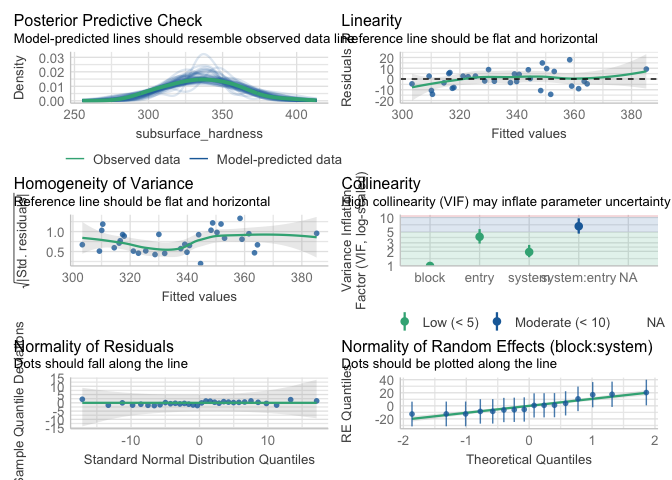 Posterior Predictive Check
Model-predicted lines should resemble observed data line
Density
0.03
0.02
0.01
0.00
250
300
350
400
subsurface_hardness
Observed data
Model-predicted data
Linearity
Reference line should be flat and horizontal
Residuals
20
10
0
-10
-20
300
320
340
360
380
Fitted values
Homogeneity of Variance
Reference line should be flat and horizontal
√|Std. residuals|
1.0
0.5
300
320
340
360
380
Fitted values
Collinearity
High collinearity (VIF) may inflate parameter uncertainty
Variance Inflation
Factor (VIF, log-scaled)
10
5
3
2
1
block
entry
system
system:entry
NA
Low (< 5)
Moderate (< 10)
NA
Normality of Residuals
Dots should fall along the line
Sample Quantile Deviations
15
10
5
0
-5
-10
-15
-10
0
10
Standard Normal Distribution Quantiles
Normality of Random Effects (block:system)
Dots should be plotted along the line
RE Quantiles
40
20
0
-20
-2
-1
0
1
2
Theoretical Quantiles